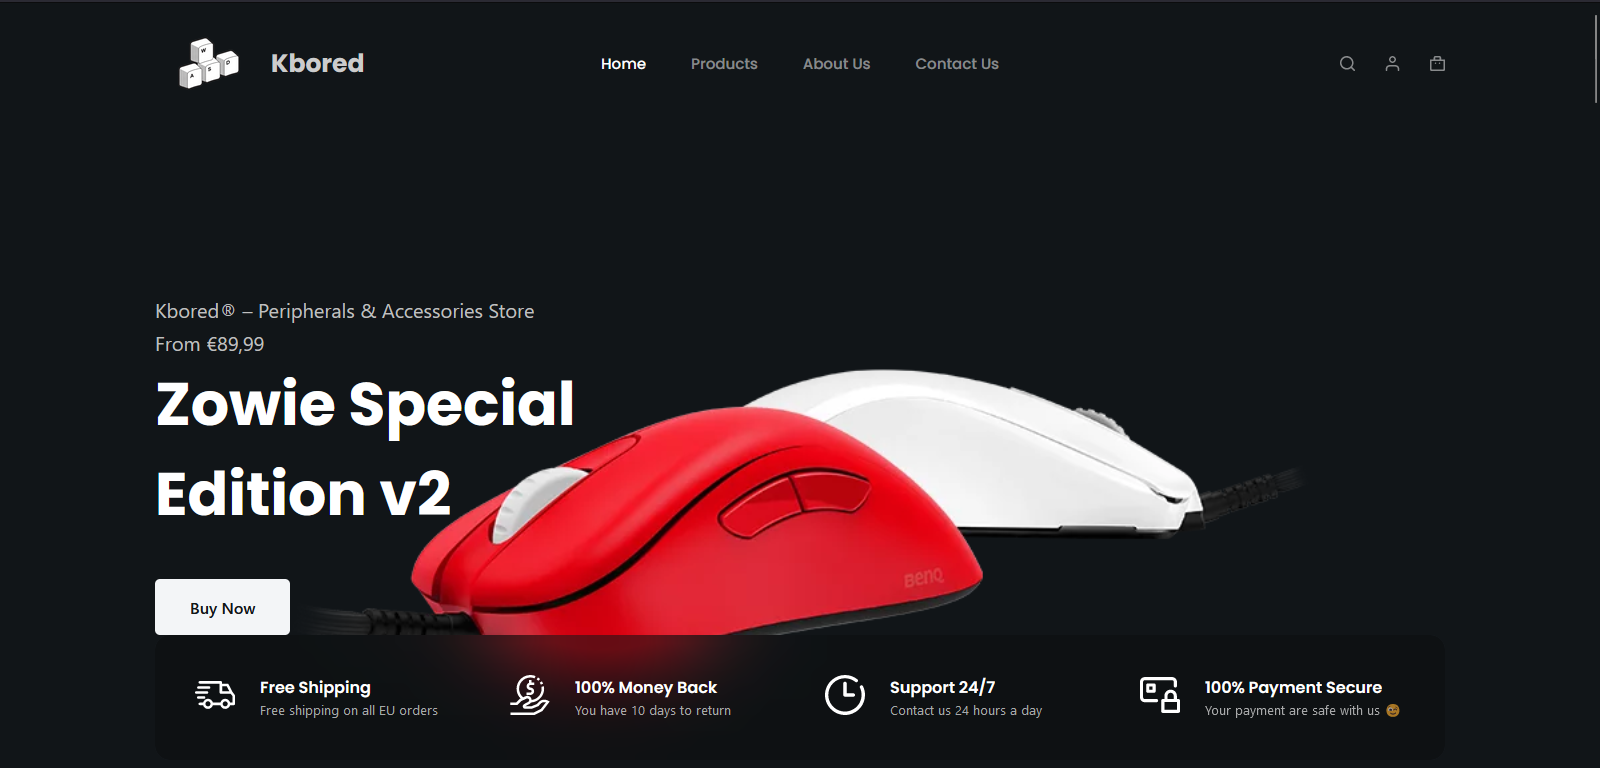 W
A S D
Kbored
Home Products About Us Contact Us
Kbored® – Peripherals & Accessories Store
From €89,99
Zowie Special
Edition v2
BenQ
Buy Now
Free Shipping
Free shipping on all EU orders
100% Money Back
You have 10 days to return
Support 24/7
Contact us 24 hours a day
100% Payment Secure
Your payment are safe with us 😉